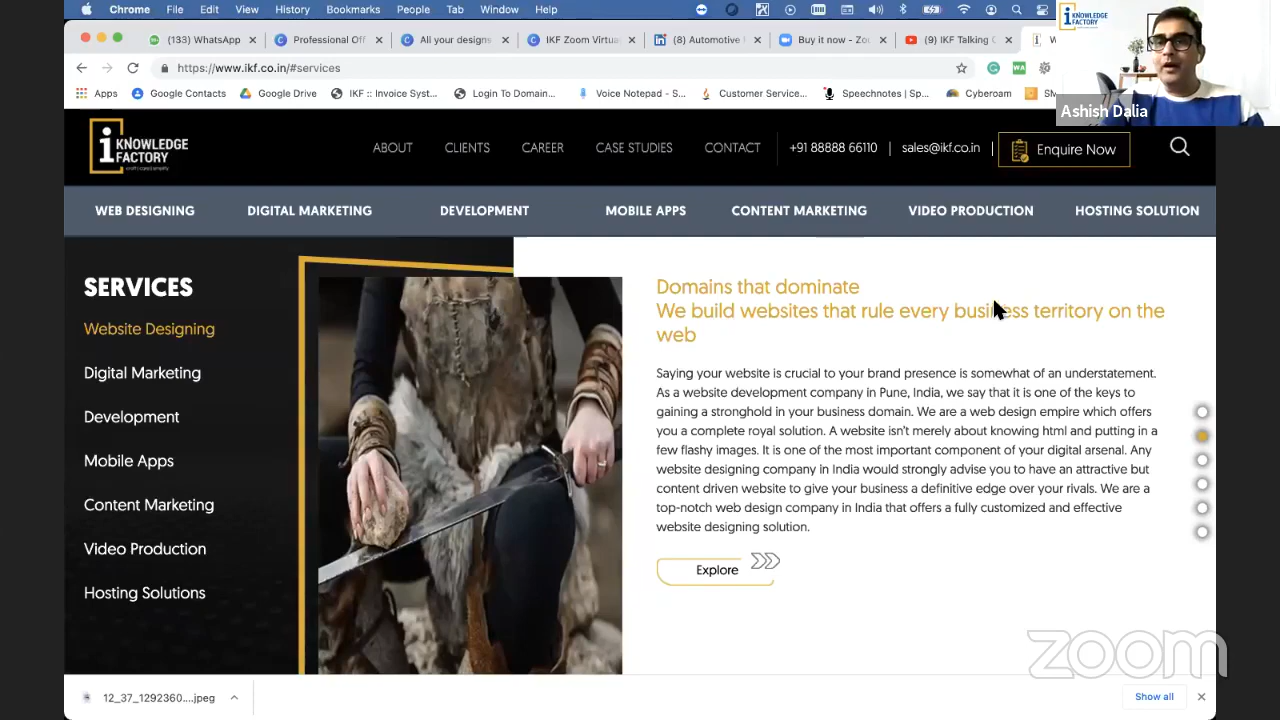 Chrome File Edit View History Bookmarks People Tab Window Help
(133) WhatsApp
Professional G
All your designs
IKF Zoom Virtua
(8) Automotive
Buy it now - Zo
(9) IKF Talking C
https://www.ikf.co.in/#services
Apps
Google Contacts
Google Drive
IKF :: Invoice Sys...
Login To Domain...
Voice Notepad - S...
Customer Service...
Speechnotes | Sp...
Cyberoam
i KNOWLEDGE
FACTORY
Ashish Dalia
i KNOWLEDGE
FACTORY
ABOUT
CLIENTS
CAREER
CASE STUDIES
CONTACT
+91 88888 66110 | sales@ikf.co.in |
Enquire Now
WEB DESIGNING
DIGITAL MARKETING
DEVELOPMENT
MOBILE APPS
CONTENT MARKETING
VIDEO PRODUCTION
HOSTING SOLUTION
SERVICES
Website Designing
Digital Marketing
Development
Mobile Apps
Content Marketing
Video Production
Hosting Solutions
Domains that dominate
We build websites that rule every business territory on the
web
Saying your website is crucial to your brand presence is somewhat of an understatement.
As a website development company in Pune, India, we say that it is one of the keys to
gaining a stronghold in your business domain. We are a web design empire which offers
you a complete royal solution. A website isn't merely about knowing html and putting in a
few flashy images. It is one of the most important component of your digital arsenal. Any
website designing company in India would strongly advise you to have an attractive but
content driven website to give your business a definitive edge over your rivals. We are a
top-notch web design company in India that offers a fully customized and effective
website designing solution.
Explore
zoom
12_37_1292360....jpeg
Show all